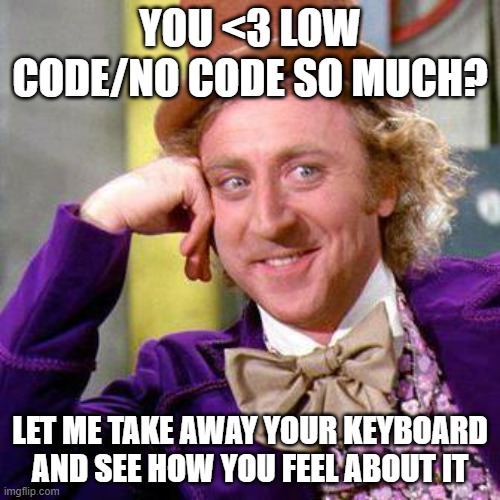 YOU <3 LOW
CODE/NO CODE SO MUCH?
LET ME TAKE AWAY YOUR KEYBOARD
AND SEE HOW YOU FEEL ABOUT IT
imgflip.com